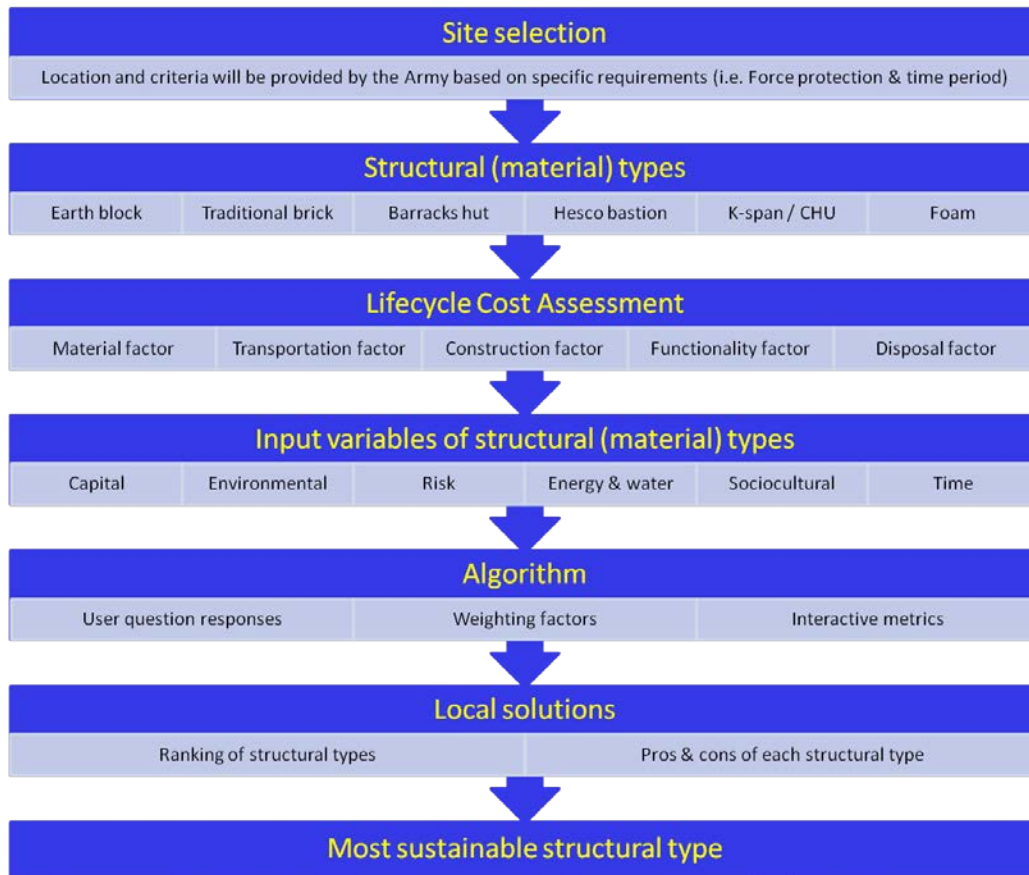 Site selection
Location and criteria will be provided by the Army based on specific requirements (i.e. Force protection & time period)
Structural (material) types
Earth block Traditional brick Barracks hut Hesco bastion K-span / CHU Foam
Lifecycle Cost Assessment
Material factor Transportation factor Construction factor Functionality factor Disposal factor
Input variables of structural (material) types
Capital Environmental Risk Energy & water Sociocultural Time
Algorithm
User question responses Weighting factors Interactive metrics
Local solutions
Ranking of structural types Pros & cons of each structural type
Most sustainable structural type